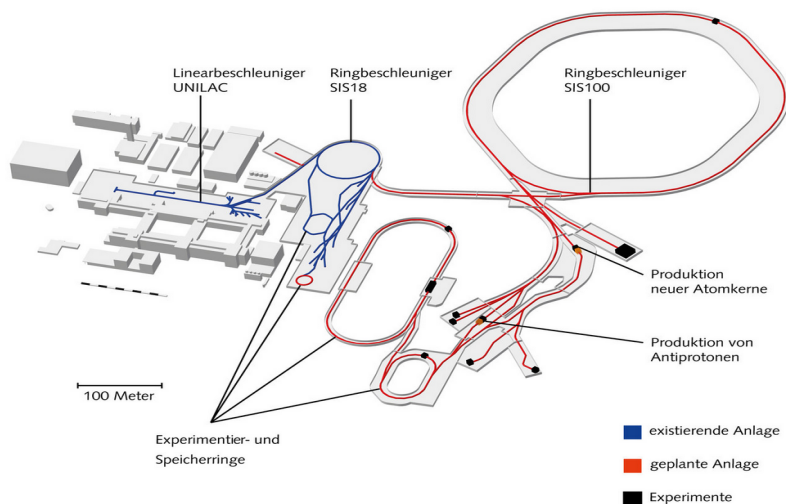 Linearbeschleuniger
UNILAC
Ringbeschleuniger
SIS18
Ringbeschleuniger
SIS100
Produktion
neuer Atomkerne
Produktion von
Antiprotonen
100 Meter
Experimentier- und
Speicherringe
existierende Anlage
geplante Anlage
Experimente